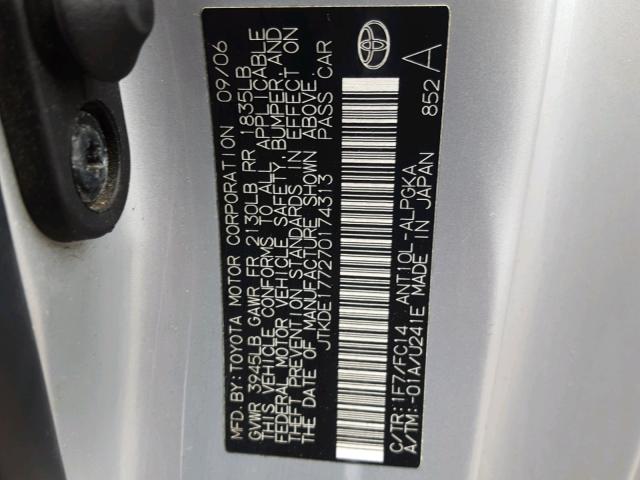 MFD.BY:TOYOTA MOTOR CORPORATION 09/06
GVWR 3945LB GAWR FR 2130LB RR 1835LB
THIS VEHICLE CONFORMS TO ALL APPLICABLE
FEDERAL MOTOR VEHICLE SAFETY, BUMPER, AND
THEFT PREVENTION STANDARDS IN EFFECT ON
THE DATE OF MANUFACTURE SHOWN ABOVE.
JTKDE177270174313 PASS CAR
C/TR:1F7/FC14 ANT10L-ALPGKA
A/TM:-01A/U241E MADE IN JAPAN
852 A